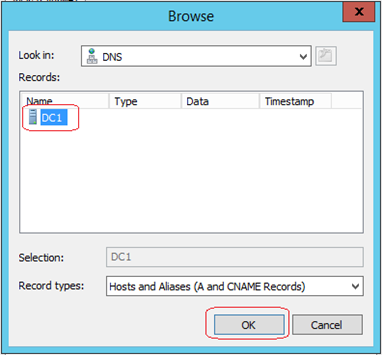 Browse
x
Look in: DNS
Records:
Name Type Data Timestamp
DC1
Selection: DC1
Record types: Hosts and Aliases (A and CNAME Records)
OK Cancel